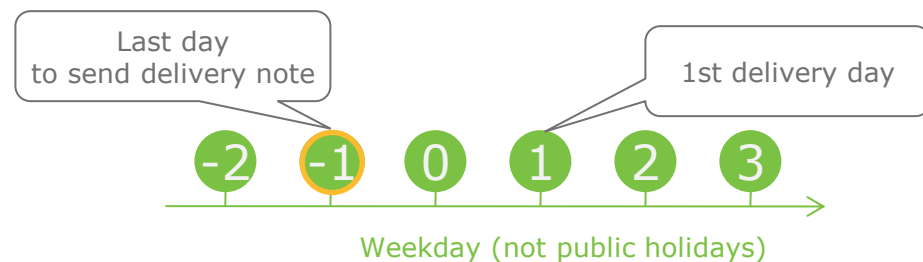 Last day
to send delivery note
1st delivery day
-2 -1 0 1 2 3
Weekday (not public holidays)